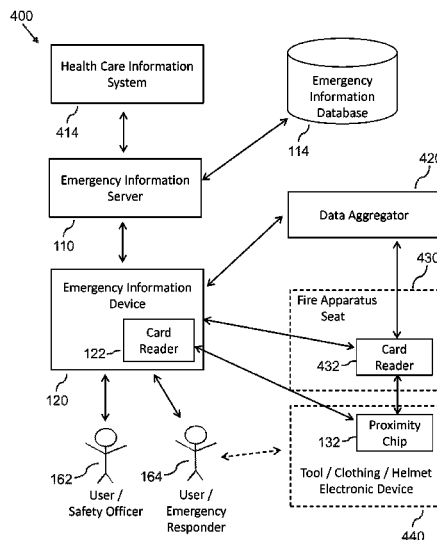 400
Health Care Information
System
414
Emergency
Information
Database
114
Emergency Information
Server
110
420
Data Aggregator
430
Emergency Information
Device
122
Card
Reader
120
Fire Apparatus
Seat
Card
Reader
432
Proximity
Chip
132
Tool / Clothing / Helmet
Electronic Device
440
162
User /
Safety Officer
164
User /
Emergency
Responder